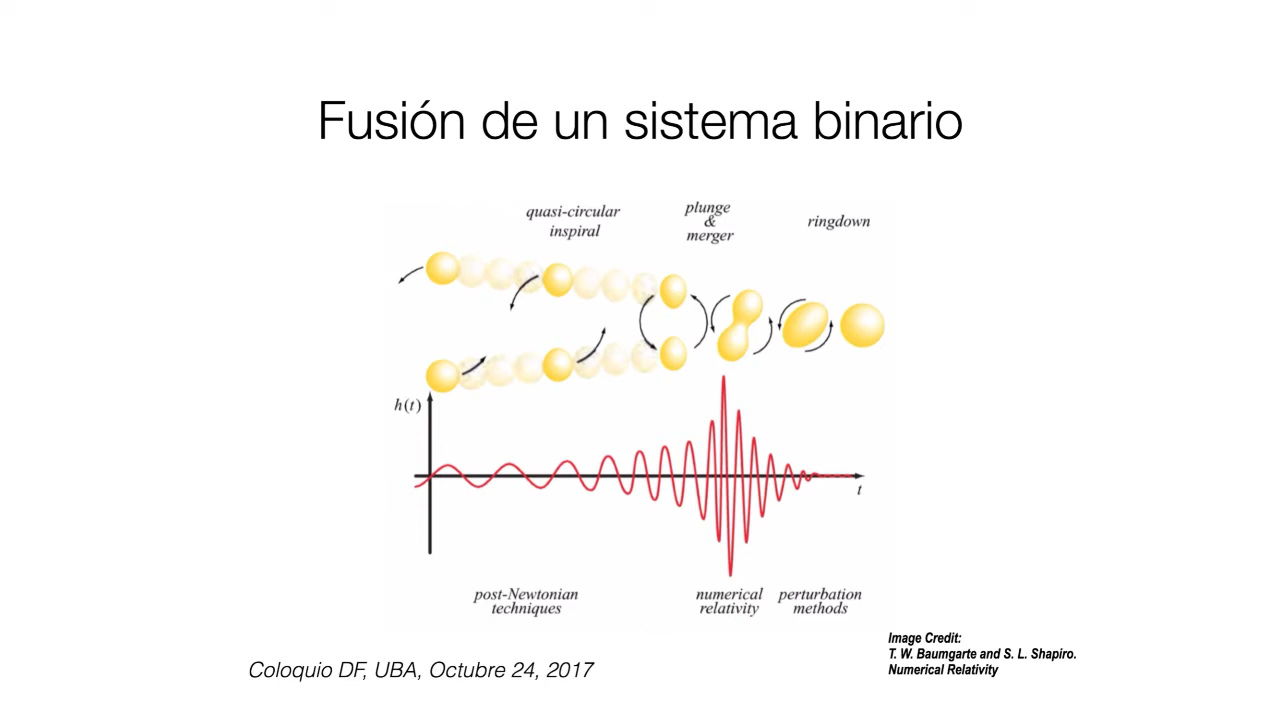 Fusión de un sistema binario
quasi-circular
inspiral
plunge
&
merger
ringdown
h(t)
t
post-Newtonian
techniques
numerical
relativity
perturbation
methods
Image Credit:
T. W. Baumgarte and S. L. Shapiro.
Numerical Relativity
Coloquio DF, UBA, Octubre 24, 2017